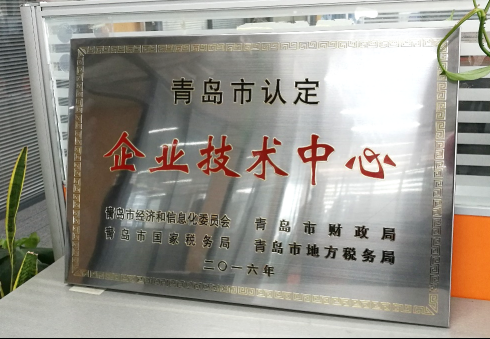 青岛市认定
企业技术中心
青岛市经济和信息化委员会 青岛市财政局
青岛市国家税务局 青岛市地方税务局
二〇一六年